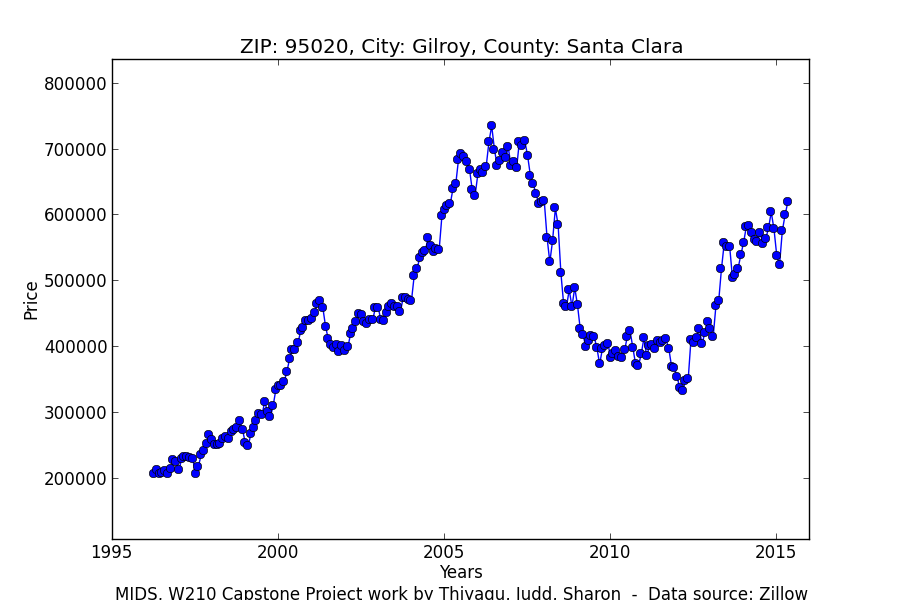 ZIP: 95020, City: Gilroy, County: Santa Clara
800000
700000
600000
500000
400000
300000
200000
Price
1995 2000 2005 2010 2015
Years
MIDS, W210 Capstone Project work by Thiyagu, Judd, Sharon - Data source: Zillow